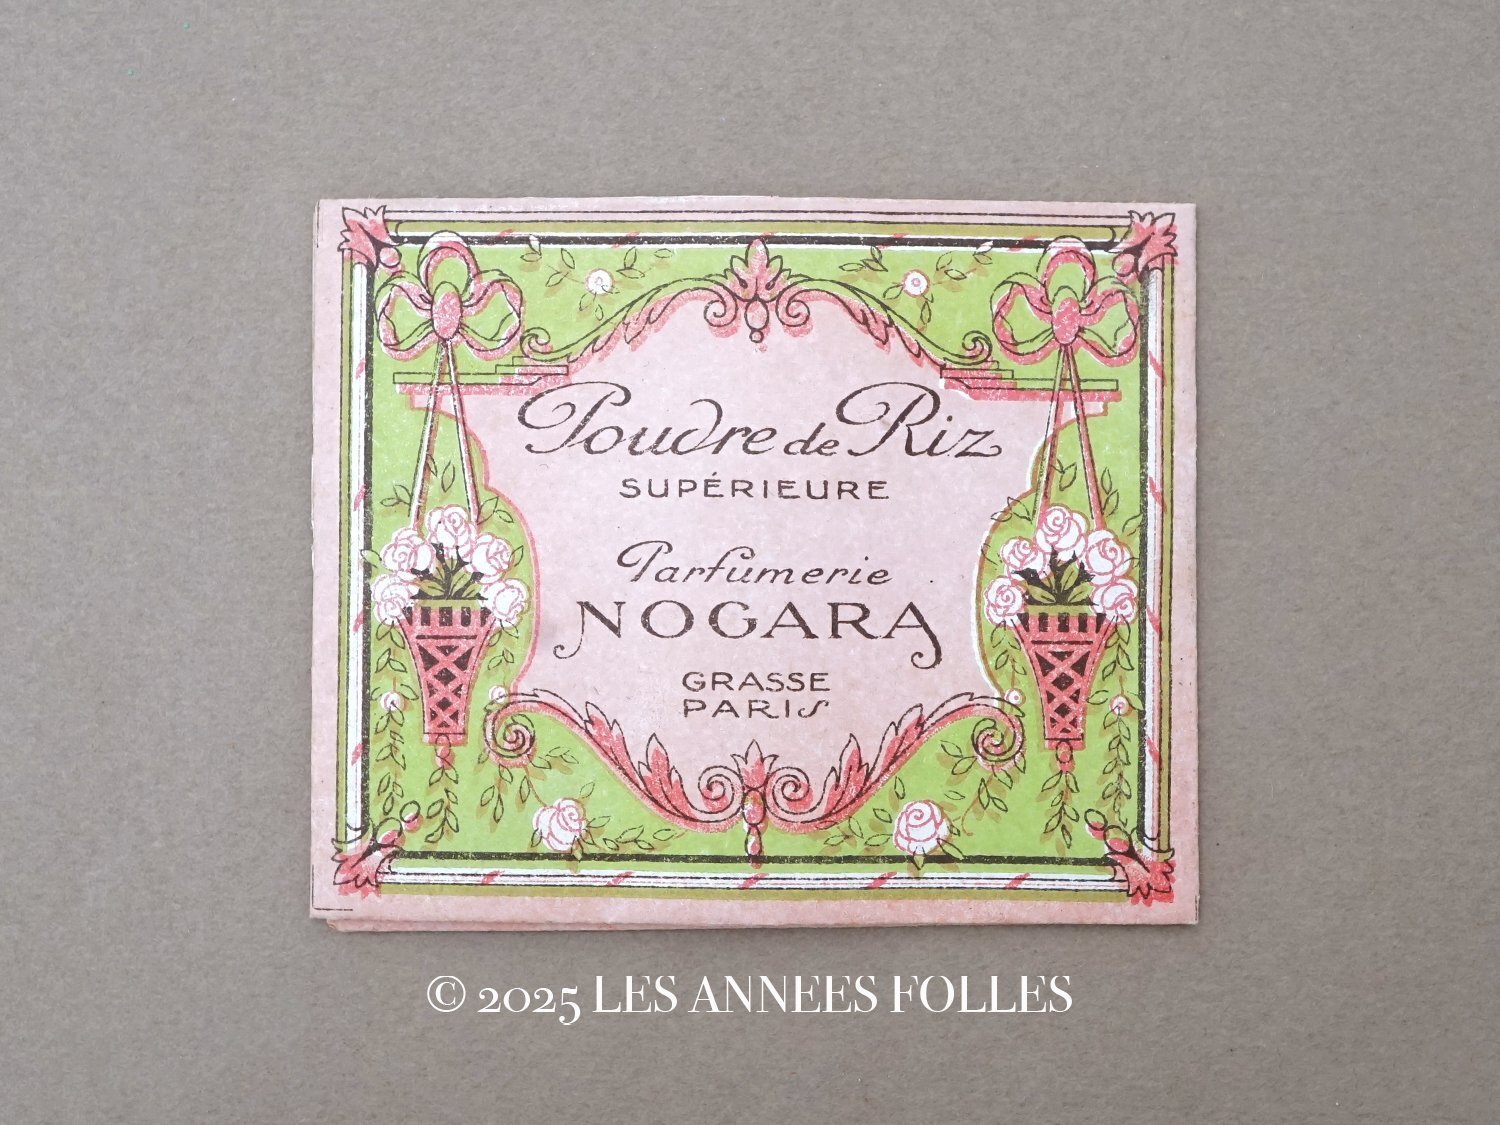 Poudre de Riz
SUPÉRIEURE
Parfumerie
NOGARA
GRASSE
PARIS
© 2025 LES ANNEES FOLLES